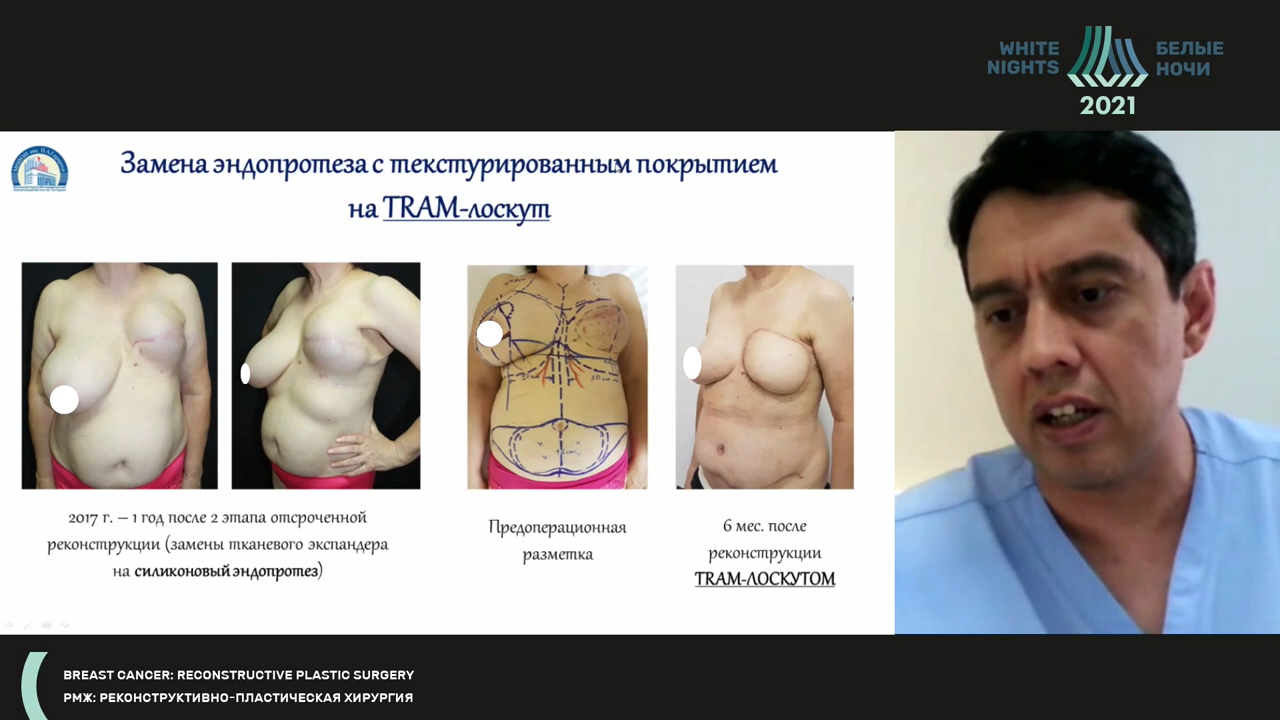 WHITE NIGHTS
БЕЛЫЕ НОЧИ
2021
Замена эндопротеза с текстурированным покрытием
на TRAM-лоскут
2017 г. – 1 год после 2 этапа отсроченной
реконструкции (замены тканевого экспандера
на силиконовый эндопротез)
Предоперационная
разметка
6 мес. после
реконструкции
TRAM-ЛОСКУТОМ
BREAST CANCER: RECONSTRUCTIVE PLASTIC SURGERY
РМЖ: РЕКОНСТРУКТИВНО-ПЛАСТИЧЕСКАЯ ХИРУРГИЯ